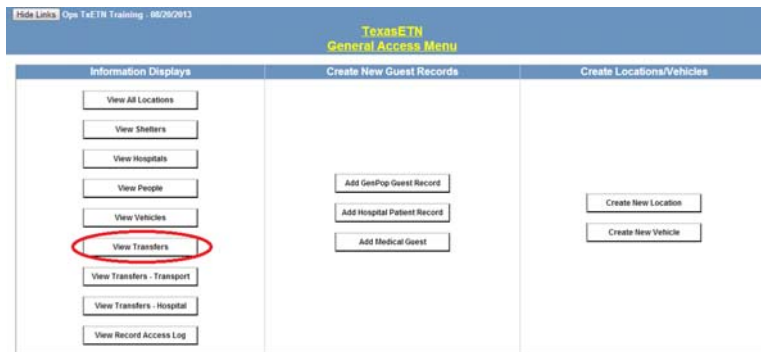 Hide Links Ops TxETN Training - 08/20/2013
TexasETN
General Access Menu
Information Displays
View All Locations
View Shelters
View Hospitals
View People
View Vehicles
View Transfers
View Transfers - Transport
View Transfers - Hospital
View Record Access Log
Create New Guest Records
Add GenPop Guest Record
Add Hospital Patient Record
Add Medical Guest
Create Locations/Vehicles
Create New Location
Create New Vehicle